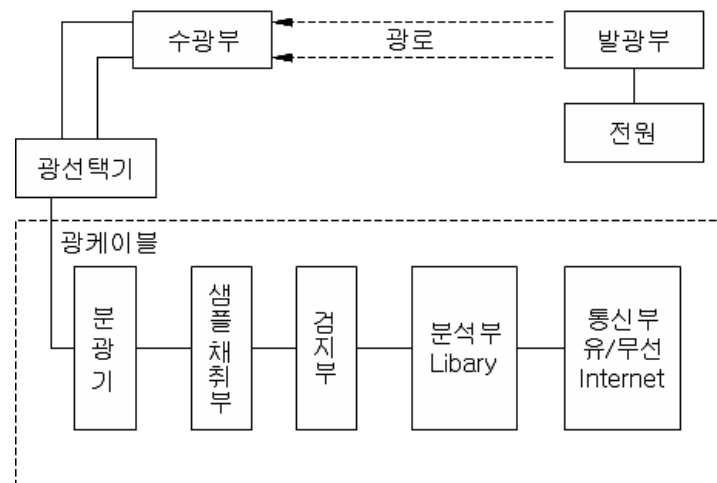 수광부
광로
발광부
전원
광선택기
광케이블
분
광
기
샘
플
채
취
부
검
지
부
분석부
Libary
통신부
유/무선
Internet